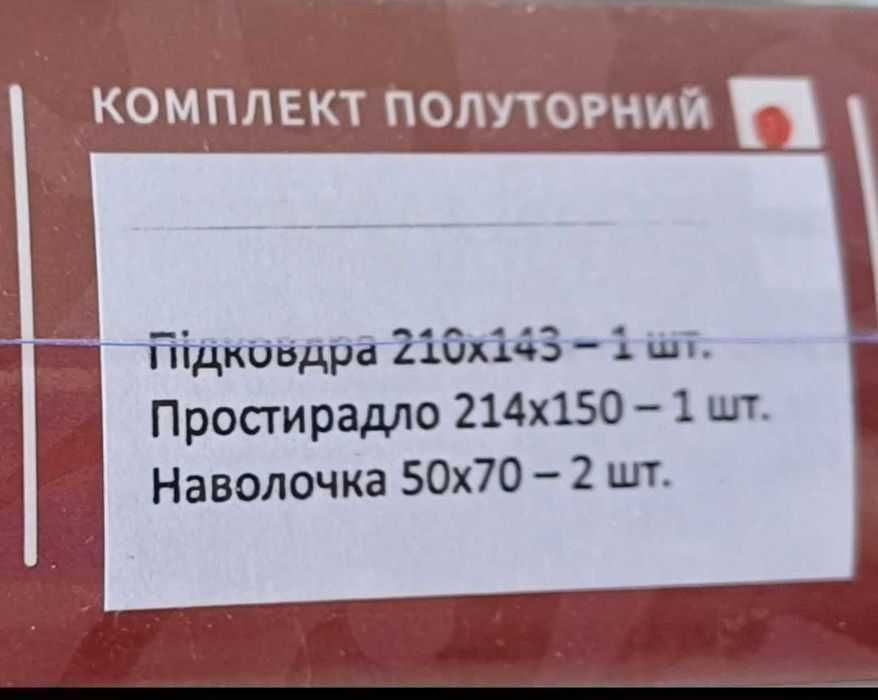 КОМПЛЕКТ ПОЛУТОРНИЙ
Підковдра 210х143 – 1 шт.
Простирадло 214х150 – 1 шт.
Наволочка 50х70 – 2 шт.